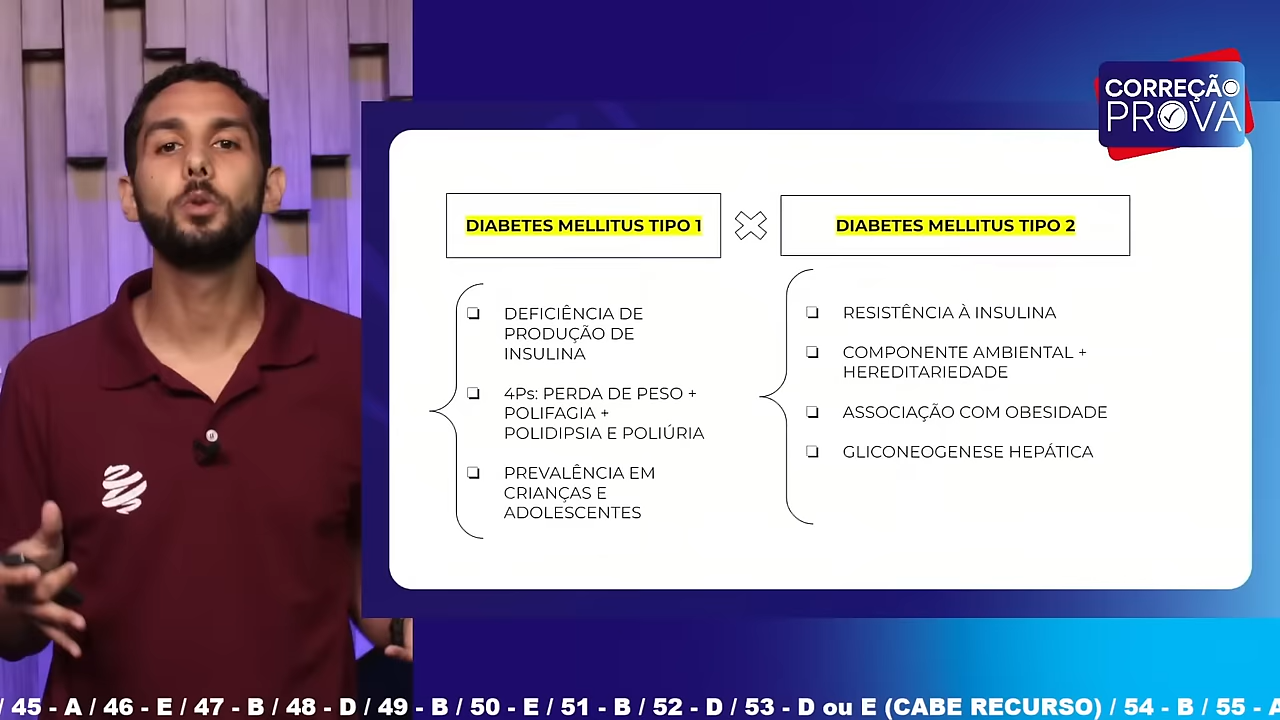 CORREÇÃO
PROVA
DIABETES MELLITUS TIPO 1
DIABETES MELLITUS TIPO 2
❏ DEFICIÊNCIA DE
PRODUÇÃO DE
INSULINA
❏ 4Ps: PERDA DE PESO +
POLIFAGIA +
POLIDIPSIA E POLIÚRIA
❏ PREVALÊNCIA EM
CRIANÇAS E
ADOLESCENTES
❏ RESISTÊNCIA À INSULINA
❏ COMPONENTE AMBIENTAL +
HEREDITARIEDADE
❏ ASSOCIAÇÃO COM OBESIDADE
❏ GLICONEOGENESE HEPÁTICA
/ 45 - A / 46 - E / 47 - B / 48 - D / 49 - B / 50 - E / 51 - B / 52 - D / 53 - D ou E (CABE RECURSO) / 54 - B / 55 - A